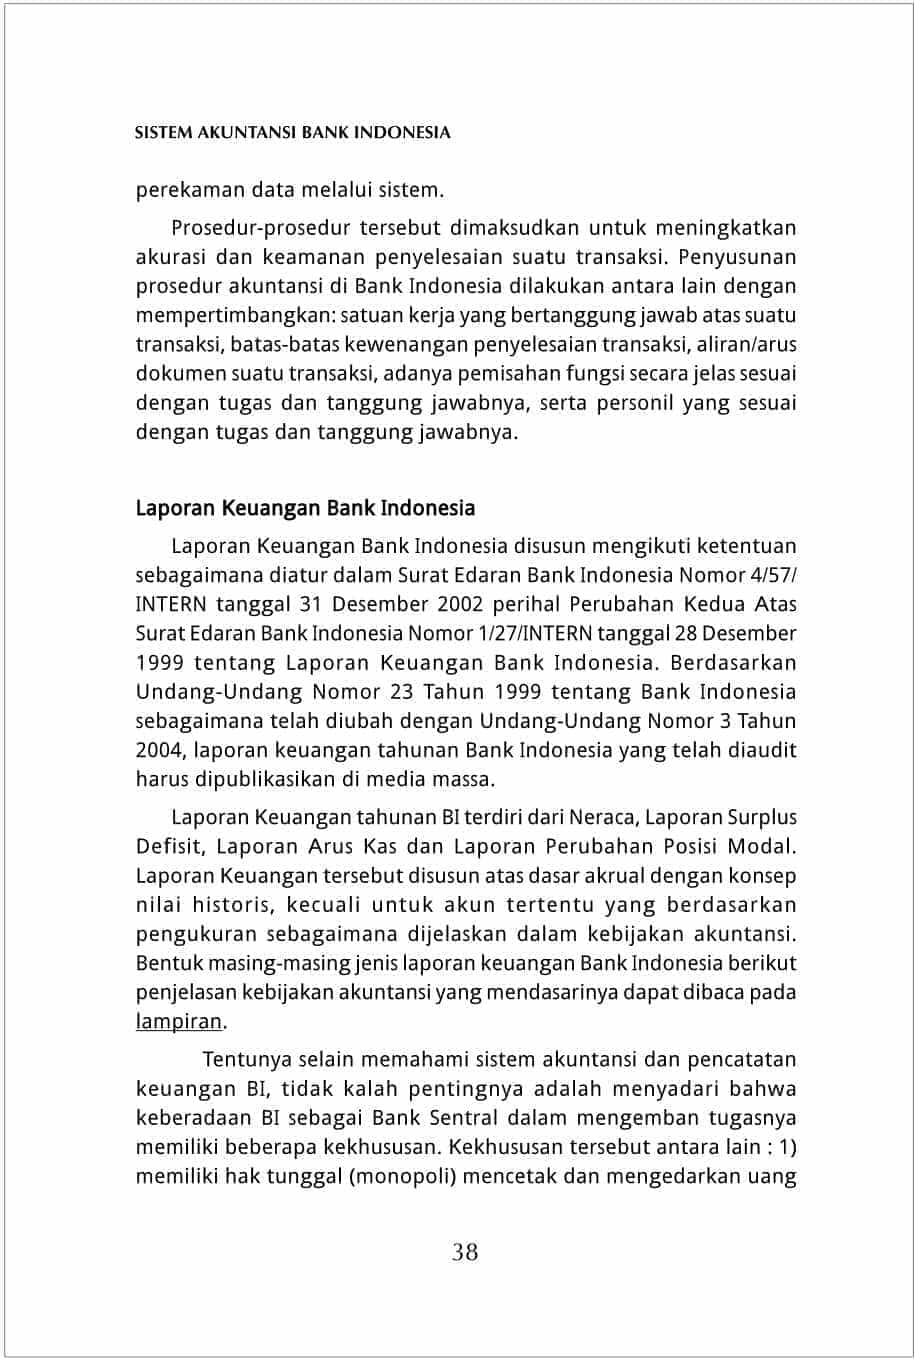 SISTEM AKUNTANSI BANK INDONESIA
perekaman data melalui sistem.
Prosedur-prosedur tersebut dimaksudkan untuk meningkatkan
akurasi dan keamanan penyelesaian suatu transaksi. Penyusunan
prosedur akuntansi di Bank Indonesia dilakukan antara lain dengan
mempertimbangkan: satuan kerja yang bertanggung jawab atas suatu
transaksi, batas-batas kewenangan penyelesaian transaksi, aliran/arus
dokumen suatu transaksi, adanya pemisahan fungsi secara jelas sesuai
dengan tugas dan tanggung jawabnya, serta personil yang sesuai
dengan tugas dan tanggung jawabnya.
Laporan Keuangan Bank Indonesia
Laporan Keuangan Bank Indonesia disusun mengikuti ketentuan
sebagaimana diatur dalam Surat Edaran Bank Indonesia Nomor 4/57/
INTERN tanggal 31 Desember 2002 perihal Perubahan Kedua Atas
Surat Edaran Bank Indonesia Nomor 1/27/INTERN tanggal 28 Desember
1999 tentang Laporan Keuangan Bank Indonesia. Berdasarkan
Undang-Undang Nomor 23 Tahun 1999 tentang Bank Indonesia
sebagaimana telah diubah dengan Undang-Undang Nomor 3 Tahun
2004, laporan keuangan tahunan Bank Indonesia yang telah diaudit
harus dipublikasikan di media massa.
Laporan Keuangan tahunan BI terdiri dari Neraca, Laporan Surplus
Defisit, Laporan Arus Kas dan Laporan Perubahan Posisi Modal.
Laporan Keuangan tersebut disusun atas dasar akrual dengan konsep
nilai historis, kecuali untuk akun tertentu yang berdasarkan
pengukuran sebagaimana dijelaskan dalam kebijakan akuntansi.
Bentuk masing-masing jenis laporan keuangan Bank Indonesia berikut
penjelasan kebijakan akuntansi yang mendasarinya dapat dibaca pada
lampiran.
Tentunya selain memahami sistem akuntansi dan pencatatan
keuangan BI, tidak kalah pentingnya adalah menyadari bahwa
keberadaan BI sebagai Bank Sentral dalam mengemban tugasnya
memiliki beberapa kekhususan. Kekhususan tersebut antara lain : 1)
memiliki hak tunggal (monopoli) mencetak dan mengedarkan uang
38